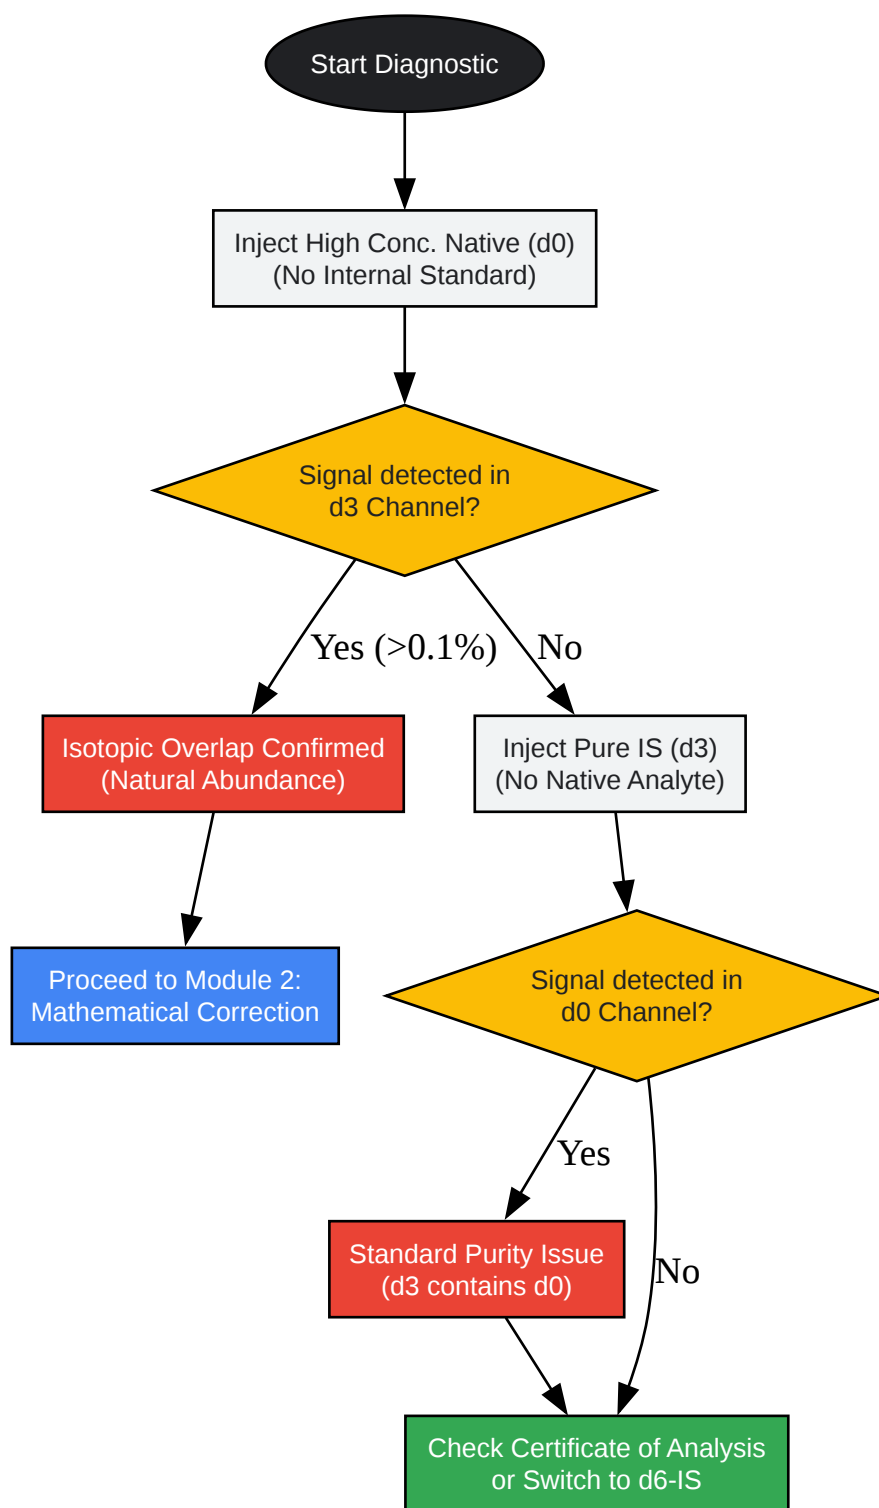 Start Diagnostic
Inject High Conc. Native (d0)
(No Internal Standard)
Signal detected in
d3 Channel?
Yes (>0.1%)
No
Isotopic Overlap Confirmed
(Natural Abundance)
Inject Pure IS (d3)
(No Native Analyte)
Proceed to Module 2:
Mathematical Correction
Signal detected in
d0 Channel?
Yes
Standard Purity Issue
(d3 contains d0)
No
Check Certificate of Analysis
or Switch to d6-IS